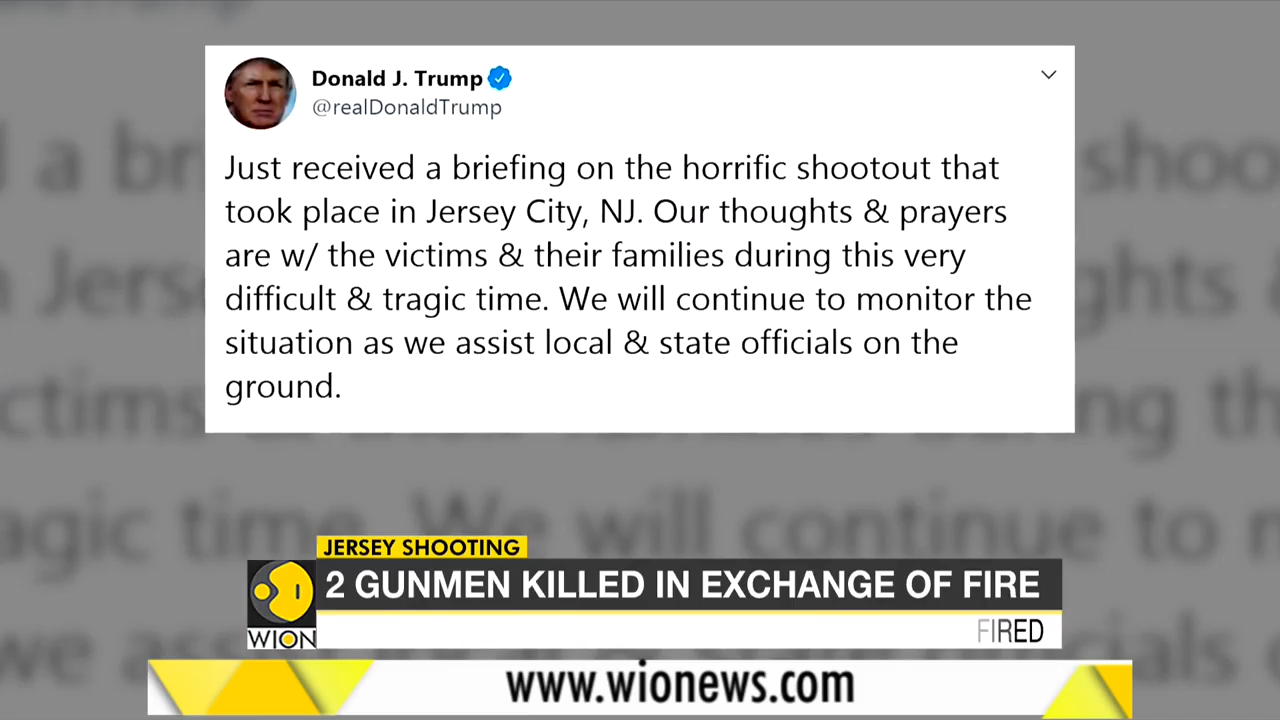 Donald J. Trump
@realDonaldTrump
Just received a briefing on the horrific shootout that
took place in Jersey City, NJ. Our thoughts & prayers
are w/ the victims & their families during this very
difficult & tragic time. We will continue to monitor the
situation as we assist local & state officials on the
ground.
JERSEY SHOOTING
2 GUNMEN KILLED IN EXCHANGE OF FIRE
WION
FIRED
www.wionews.com